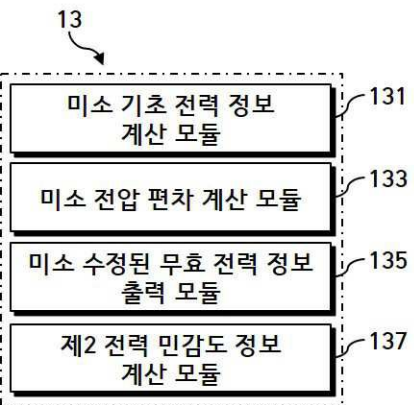 13
미소 기초 전력 정보
계산 모듈
131
미소 전압 편차 계산 모듈
133
미소 수정된 무효 전력 정보
출력 모듈
135
제2 전력 민감도 정보
계산 모듈
137